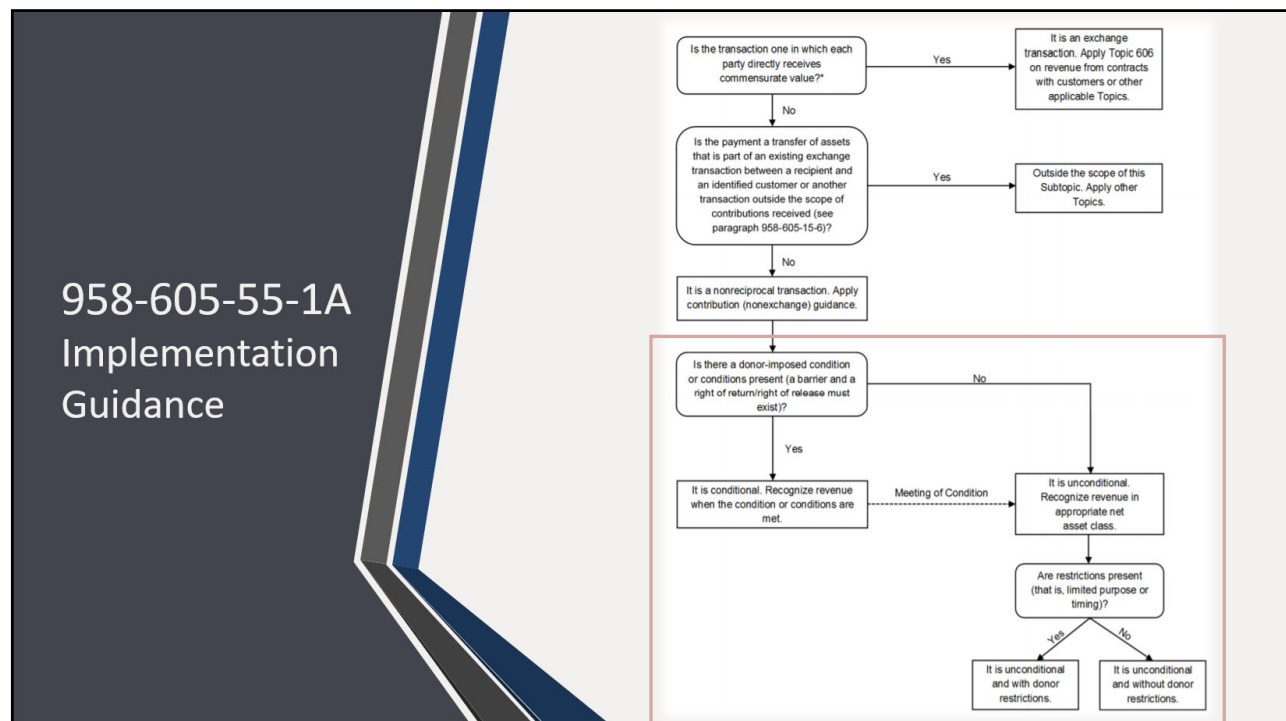 958-605-55-1A
Implementation
Guidance
Is the transaction one in which each
party directly receives
commensurate value?*
Yes
It is an exchange
transaction. Apply Topic 606
on revenue from contracts
with customers or other
applicable Topics.
No
Is the payment a transfer of assets
that is part of an existing exchange
transaction between a recipient and
an identified customer or another
transaction outside the scope of
contributions received (see
paragraph 958-605-15-6)?
Yes
Outside the scope of this
Subtopic. Apply other
Topics.
No
It is a nonreciprocal transaction. Apply
contribution (nonexchange) guidance.
Is there a donor-imposed condition
or conditions present (a barrier and a
right of return/right of release must
exist)?
No
Yes
It is conditional. Recognize revenue
when the condition or conditions are
met.
Meeting of Condition
It is unconditional.
Recognize revenue in
appropriate net
asset class.
Are restrictions present
(that is, limited purpose or
timing)?
Yes
No
It is unconditional
and with donor
restrictions.
It is unconditional
and without donor
restrictions.